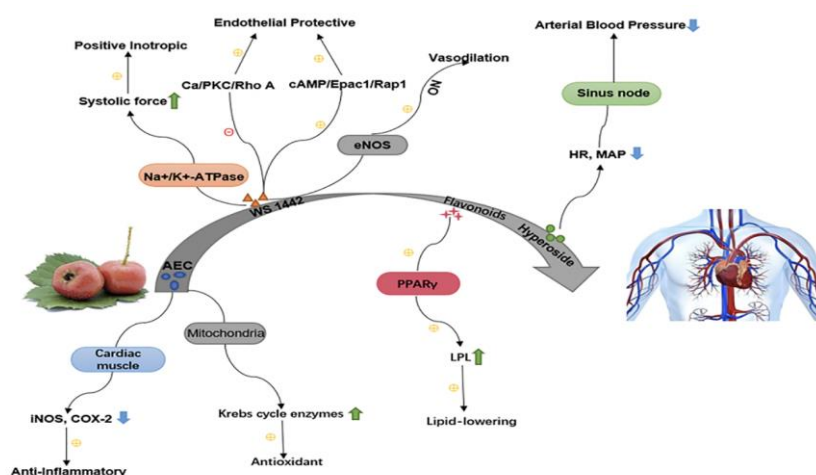 Endothelial Protective
Arterial Blood Pressure
Positive Inotropic
Vasodilation
Ca/PKC/Rho A
cAMP/Epac1/Rap1
NO
Systolic force
Sinus node
eNOS
HR, MAP
Na+/K+-ATPase
WS 1442
Flavonoids
Hyperoside
AEC
PPARγ
Mitochondria
Cardiac
muscle
LPL
iNOS, COX-2
Krebs cycle enzymes
Lipid-lowering
Antioxidant
Anti-Inflammatory